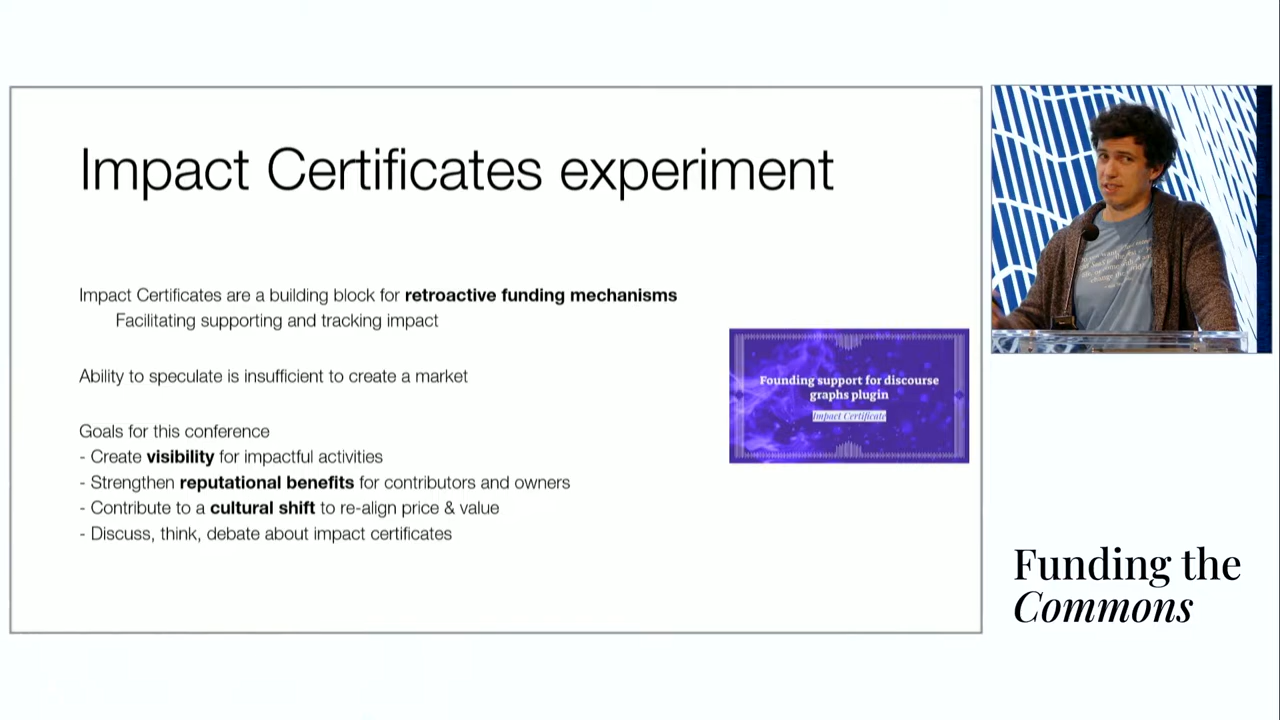 Impact Certificates experiment
Impact Certificates are a building block for retroactive funding mechanisms
Facilitating supporting and tracking impact
Ability to speculate is insufficient to create a market
Goals for this conference
- Create visibility for impactful activities
- Strengthen reputational benefits for contributors and owners
- Contribute to a cultural shift to re-align price & value
- Discuss, think, debate about impact certificates
Founding support for discourse
graphs plugin
Impact Certificate
Funding the
Commons